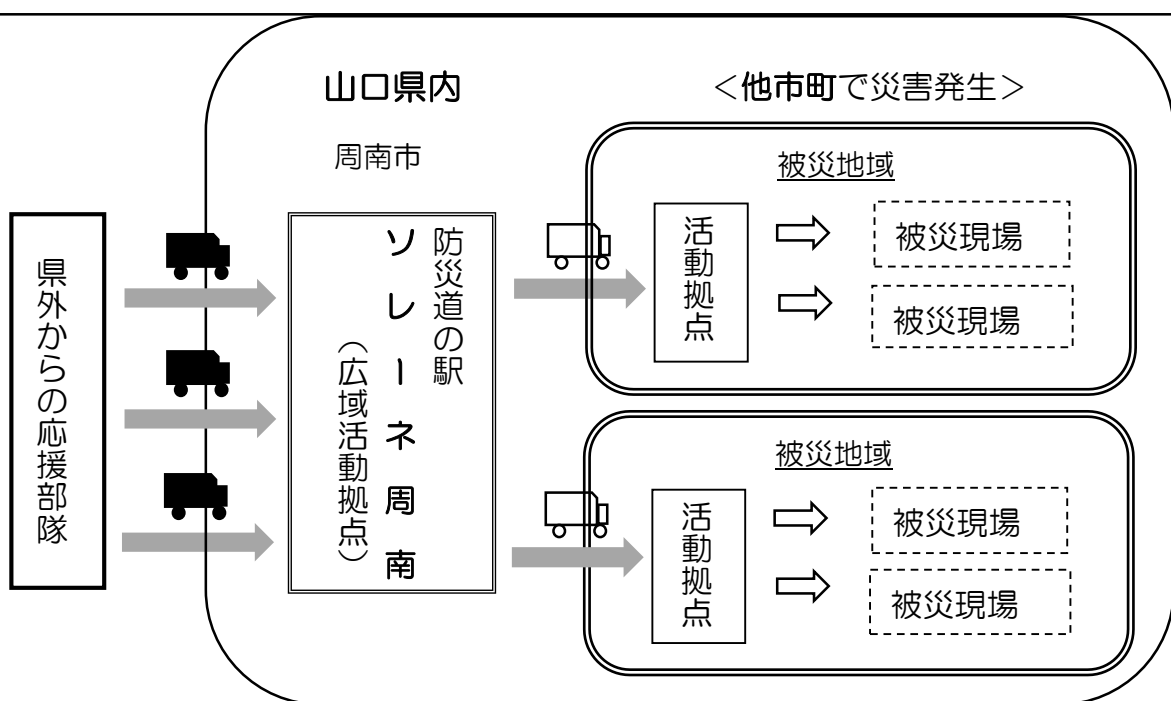 山口県内
＜他市町で災害発生＞
周南市
県外からの応援部隊
防災道の駅
ソレーネ周南
（広域活動拠点）
被災地域
活動拠点
被災現場
被災現場
被災地域
活動拠点
被災現場
被災現場